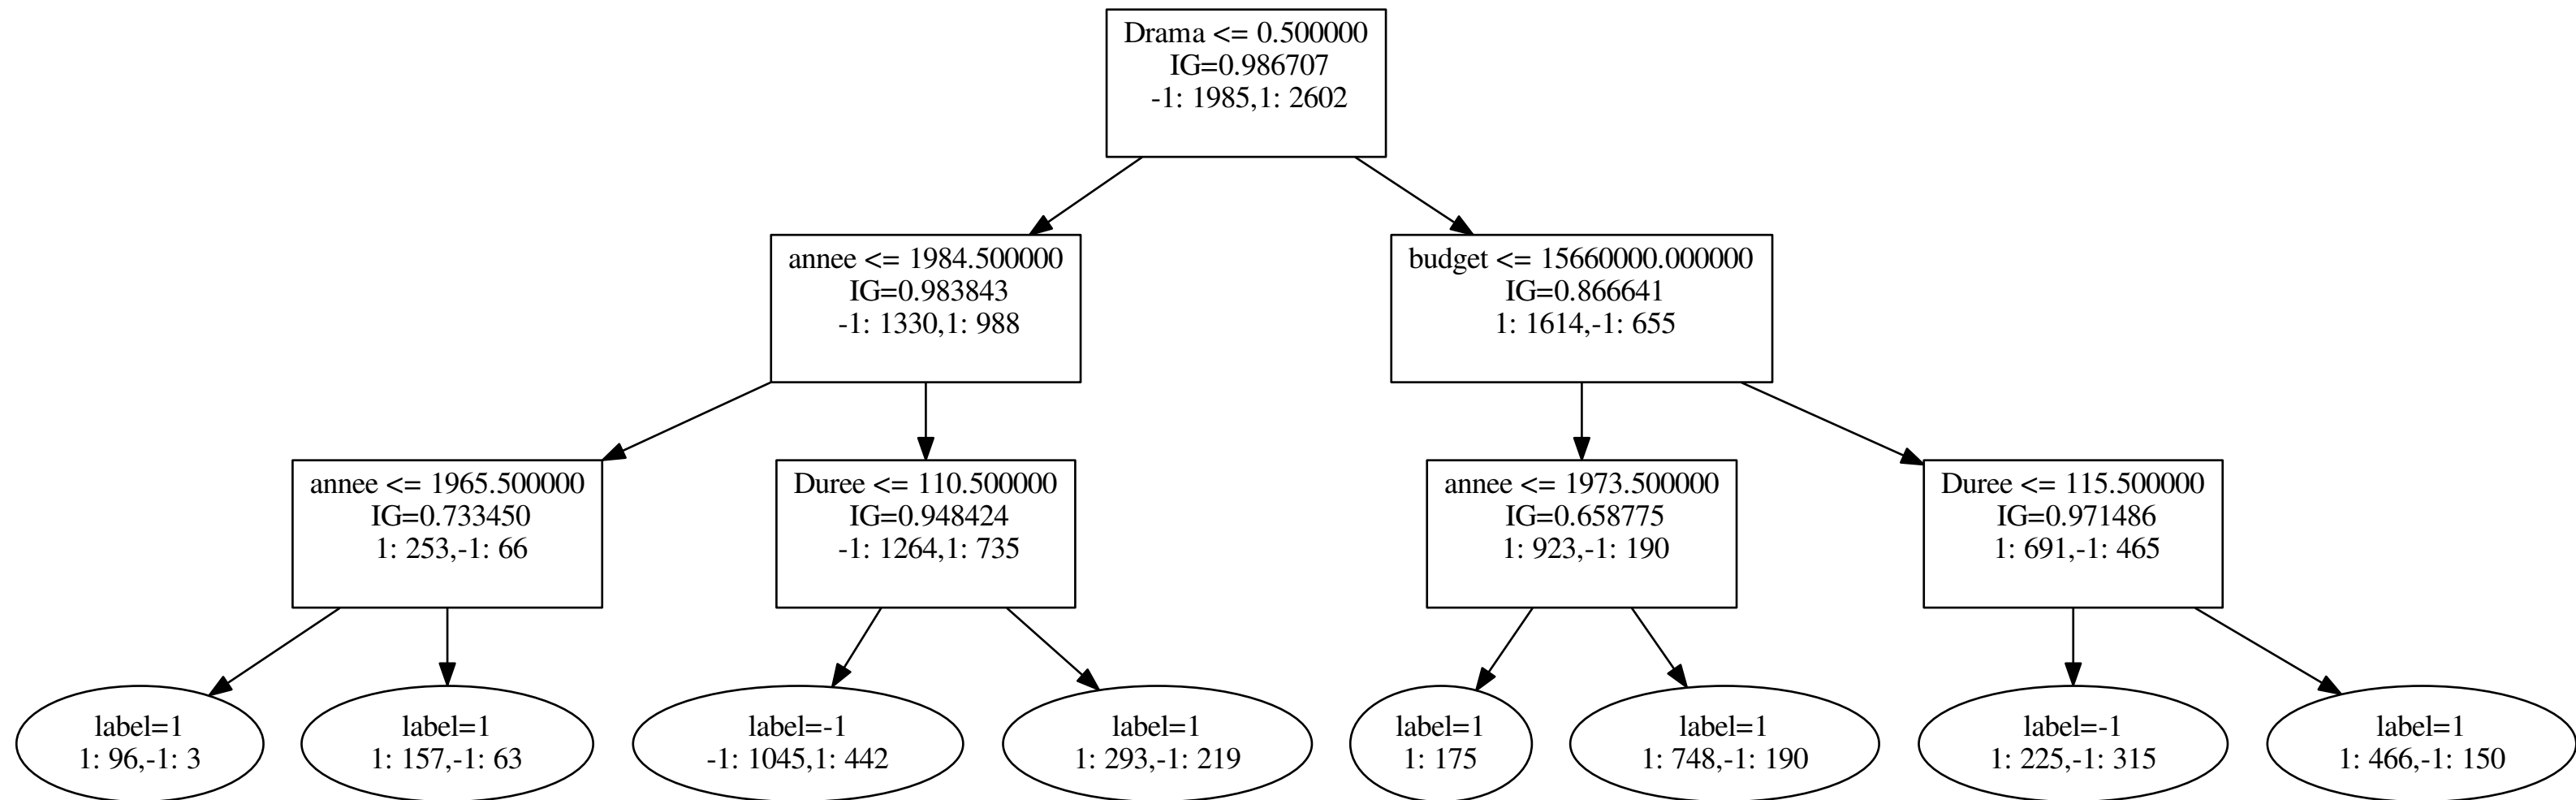 Drama <= 0.500000
IG=0.986707
-1: 1985,1: 2602
annee <= 1984.500000
IG=0.983843
-1: 1330,1: 988
budget <= 15660000.000000
IG=0.866641
1: 1614,-1: 655
annee <= 1965.500000
IG=0.733450
1: 253,-1: 66
Duree <= 110.500000
IG=0.948424
-1: 1264,1: 735
annee <= 1973.500000
IG=0.658775
1: 923,-1: 190
Duree <= 115.500000
IG=0.971486
1: 691,-1: 465
label=1
1: 96,-1: 3
label=1
1: 157,-1: 63
label=-1
-1: 1045,1: 442
label=1
1: 293,-1: 219
label=1
1: 175
label=1
1: 748,-1: 190
label=-1
1: 225,-1: 315
label=1
1: 466,-1: 150